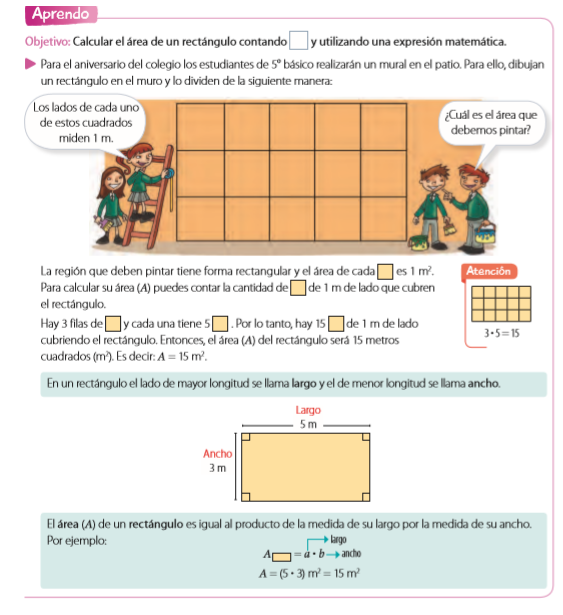 Aprendo
Objetivo: Calcular el área de un rectángulo contando y utilizando una expresión matemática.
Para el aniversario del colegio los estudiantes de 5° básico realizarán un mural en el patio. Para ello, dibujan
un rectángulo en el muro y lo dividen de la siguiente manera:
Los lados de cada uno
de estos cuadrados
miden 1 m.
¿Cuál es el área que
debemos pintar?
La región que deben pintar tiene forma rectangular y el área de cada es 1 m².
Para calcular su área (A) puedes contar la cantidad de de 1 m de lado que cubren
el rectángulo.
Hay 3 filas de y cada una tiene 5 . Por lo tanto, hay 15 de 1 m de lado
cubriendo el rectángulo. Entonces, el área (A) del rectángulo será 15 metros
cuadrados (m²). Es decir: A = 15 m².
Atención
3 • 5 = 15
En un rectángulo el lado de mayor longitud se llama largo y el de menor longitud se llama ancho.
Largo
5 m
Ancho
3 m
El área (A) de un rectángulo es igual al producto de la medida de su largo por la medida de su ancho.
Por ejemplo:
largo
A = a • b → ancho
A = (5 • 3) m² = 15 m²